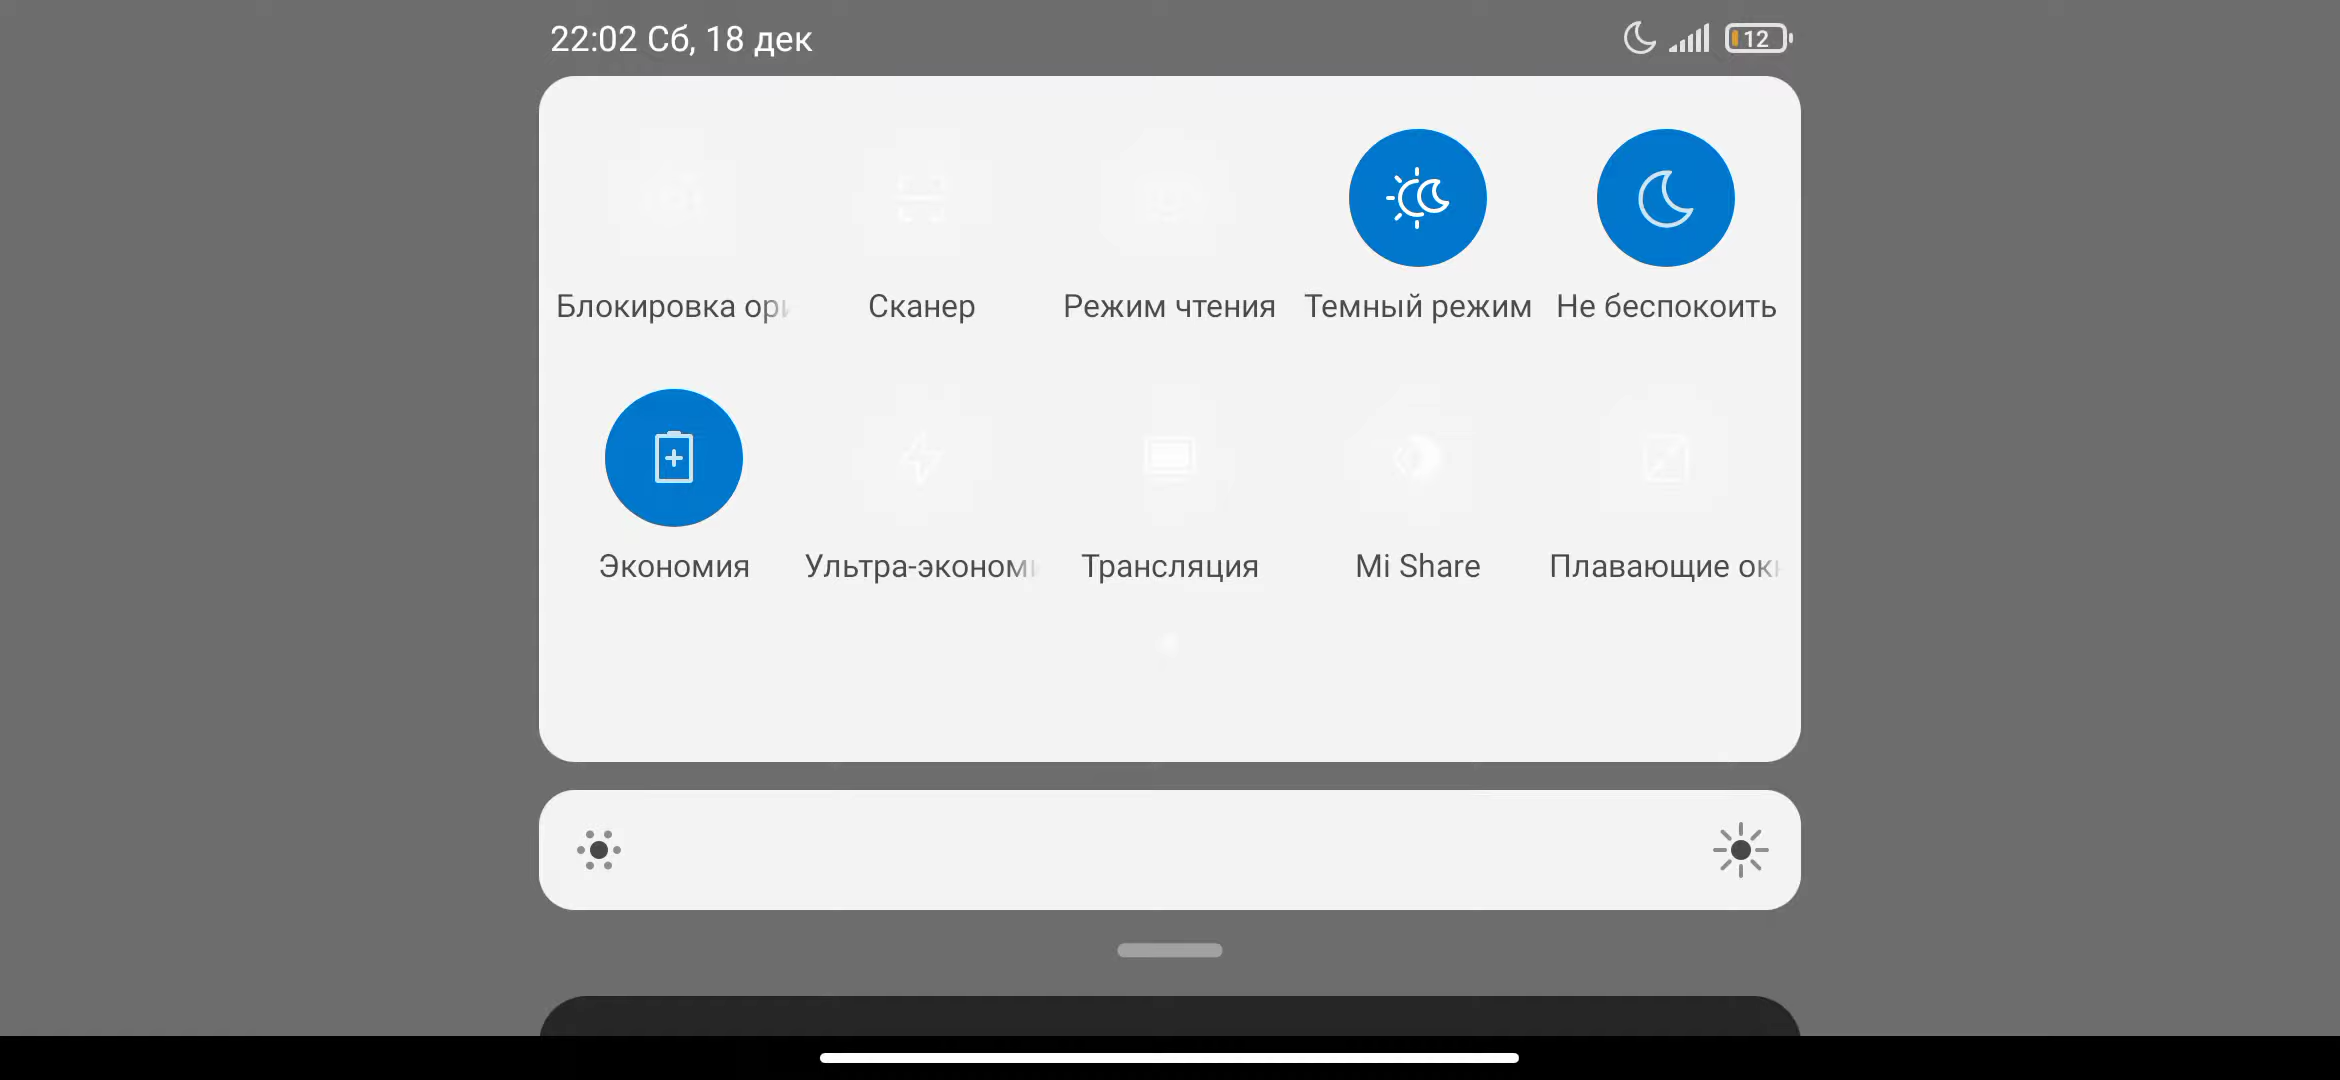 22:02 Сб, 18 дек
12
Блокировка ори
Сканер
Режим чтения
Темный режим
Не беспокоить
Экономия
Ультра-эконом
Трансляция
Mi Share
Плавающие ок